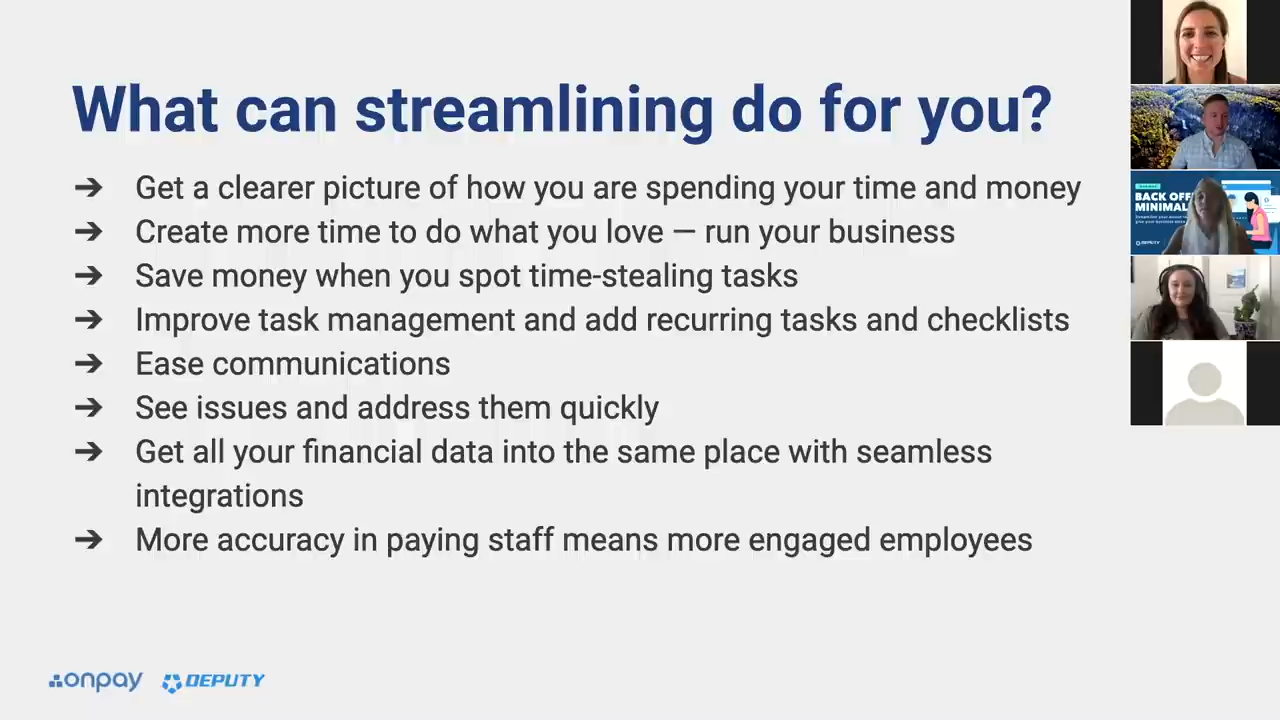 What can streamlining do for you?
➔ Get a clearer picture of how you are spending your time and money
➔ Create more time to do what you love — run your business
➔ Save money when you spot time-stealing tasks
➔ Improve task management and add recurring tasks and checklists
➔ Ease communications
➔ See issues and address them quickly
➔ Get all your financial data into the same place with seamless
integrations
➔ More accuracy in paying staff means more engaged employees
onpay DEPUTY
BACK OFF
MINIMAL
DEPUTY